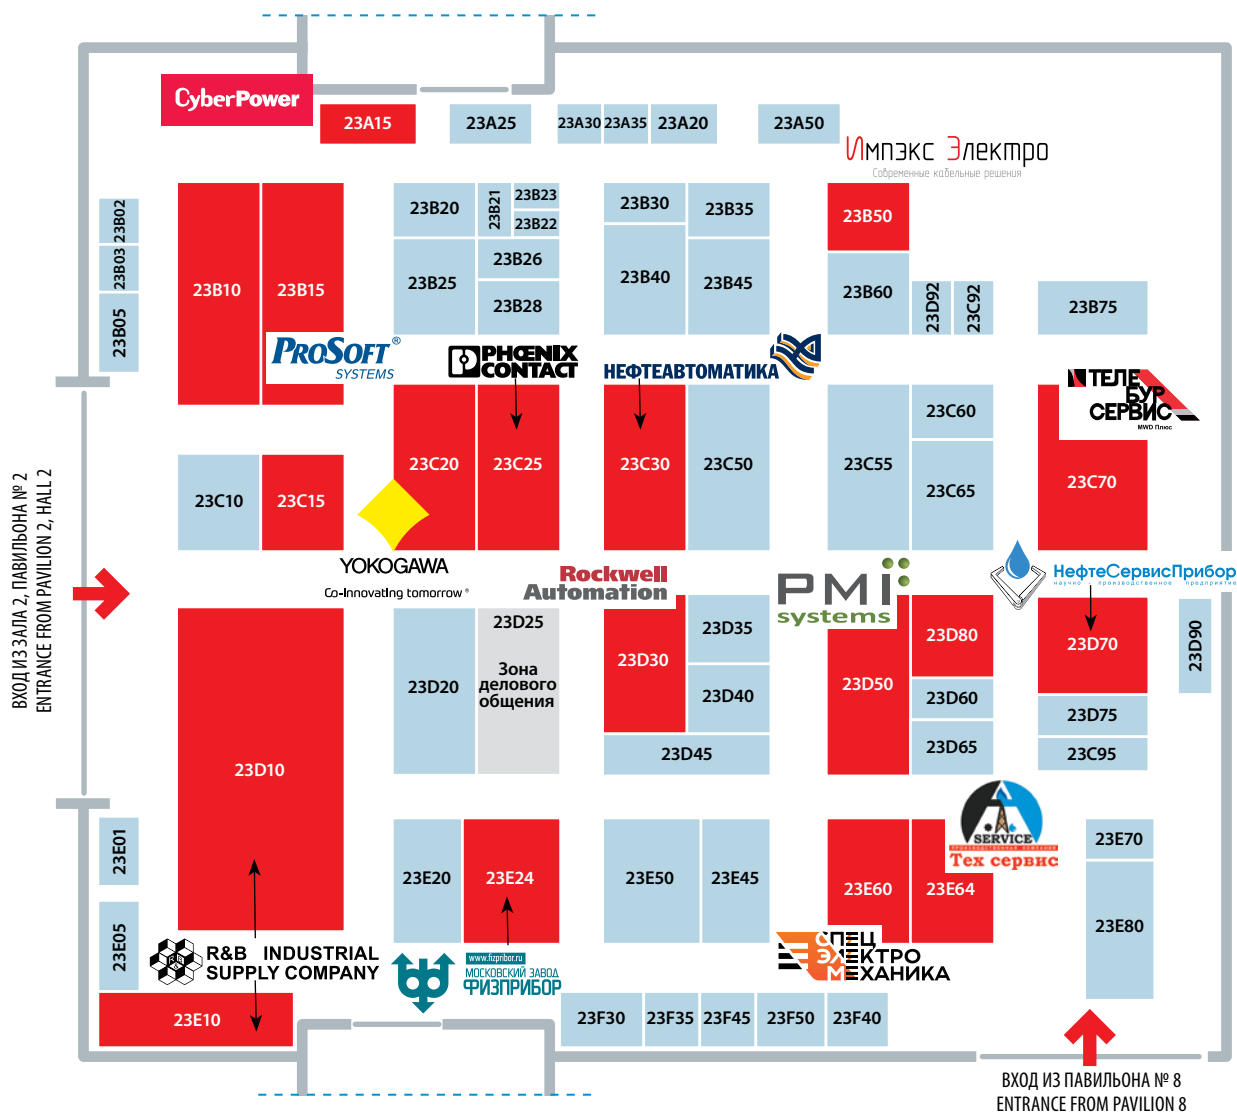 CyberPower
23A15
23A25
23A30
23A35
23A20
23A50
Импэкс Электро
Современные кабельные решения
23B02
23B03
23B05
23B10
23B15
23B20
23B21
23B23
23B22
23B25
23B26
23B28
23B30
23B35
23B40
23B45
23B50
23B60
23D92
23C92
23B75
PROSOFT®
SYSTEMS
PHŒNIX
CONTACT
НЕФТЕАВТОМАТИКА
ТЕЛЕ
БУР
СЕРВИС
MWD Плюс
23C10
23C15
23C20
23C25
23C30
23C50
23C55
23C60
23C65
23C70
ВХОД ИЗ ЗАЛА 2, ПАВИЛЬОНА № 2
ENTRANCE FROM PAVILION 2, HALL 2
YOKOGAWA
Co-innovating tomorrow®
Rockwell
Automation
PMi
systems
НефтеСервисПрибор
научно производственное предприятие
23D10
23D20
23D25
Зона
делового
общения
23D30
23D35
23D40
23D45
23D50
23D80
23D60
23D65
23D70
23D75
23C95
23D90
SERVICE
ПРОИЗВОДСТВЕННАЯ КОМПАНИЯ
Тех сервис
23E01
23E05
23E20
23E24
23E50
23E45
23E60
23E64
23E70
23E80
R&B INDUSTRIAL
SUPPLY COMPANY
www.fizpribor.ru
МОСКОВСКИЙ ЗАВОД
ФИЗПРИБОР
СПЕЦ
ЭЛЕКТРО
МЕХАНИКА
23E10
23F30
23F35
23F45
23F50
23F40
ВХОД ИЗ ПАВИЛЬОНА № 8
ENTRANCE FROM PAVILION 8